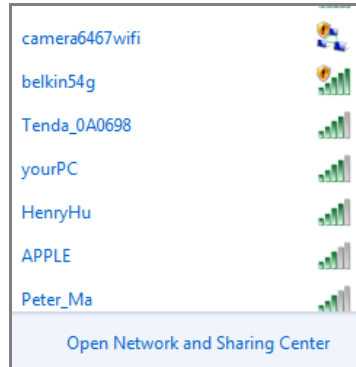 camera6467wifi
belkin54g
Tenda_0A0698
yourPC
HenryHu
APPLE
Peter_Ma
Open Network and Sharing Center